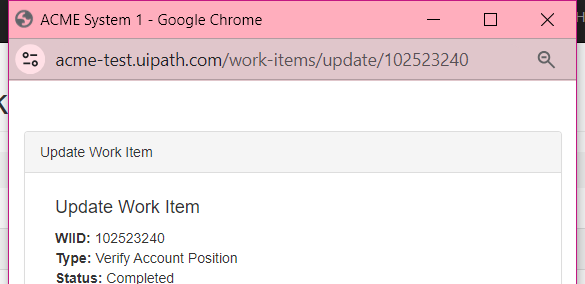 ACME System 1 - Google Chrome
acme-test.uipath.com/work-items/update/102523240
Update Work Item
Update Work Item
WIID: 102523240
Type: Verify Account Position
Status: Completed